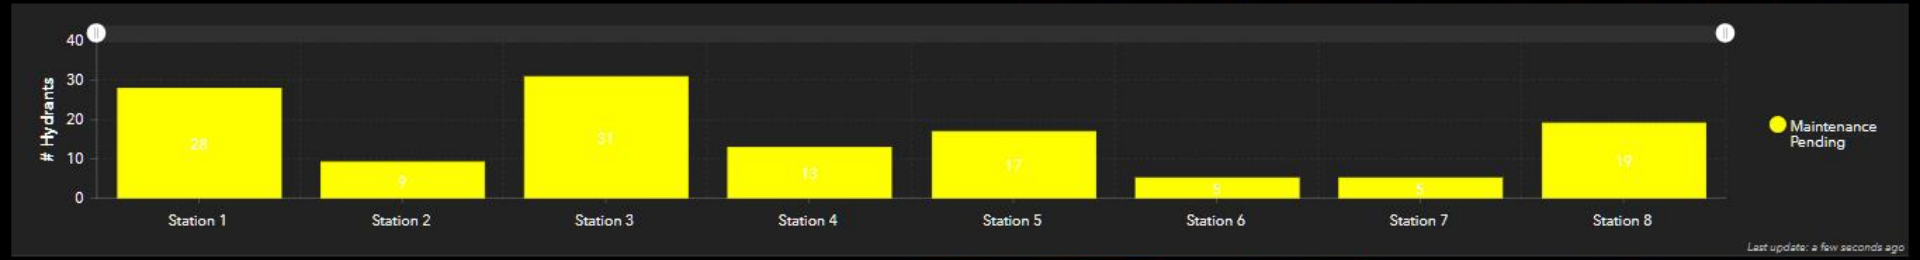 40
30
20
10
0
# Hydrants
28
9
31
13
17
5
5
19
Station 1
Station 2
Station 3
Station 4
Station 5
Station 6
Station 7
Station 8
Maintenance
Pending
Last update: a few seconds ago